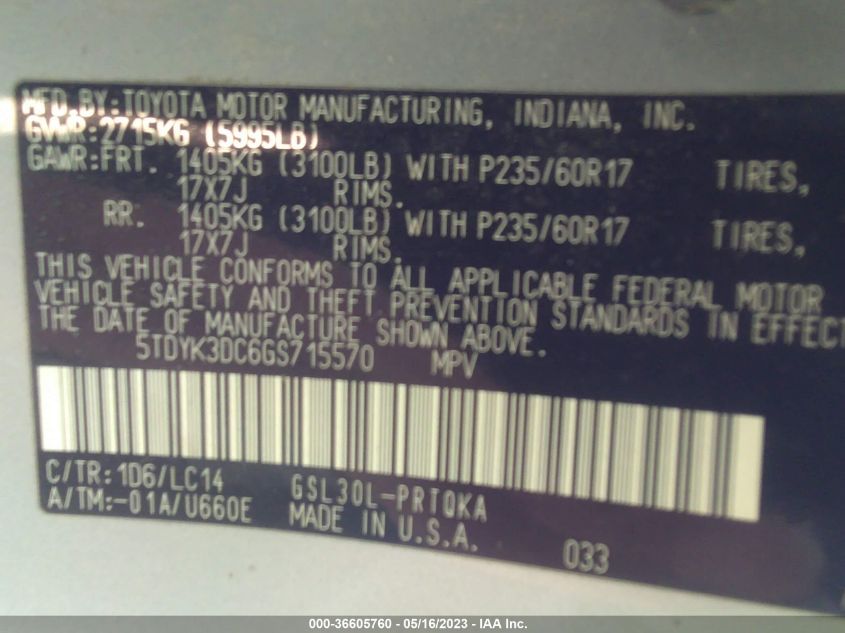 MFD.BY:TOYOTA MOTOR MANUFACTURING, INDIANA, INC.
GVWR:2715KG (5995LB)
GAWR:FRT. 1405KG (3100LB) WITH P235/60R17 TIRES,
17X7J RIMS.
RR. 1405KG (3100LB) WITH P235/60R17 TIRES,
17X7J RIMS.
THIS VEHICLE CONFORMS TO ALL APPLICABLE FEDERAL MOTOR
VEHICLE SAFETY AND THEFT PREVENTION STANDARDS IN EFFECT
THE DATE OF MANUFACTURE SHOWN ABOVE.
5TDYK3DC6GS715570 MPV
C/TR:1D6/LC14 GSL30L-PRTQKA
A/TM:-01A/U660E MADE IN U.S.A. 033
000-36605760 - 05/16/2023 - IAA Inc.